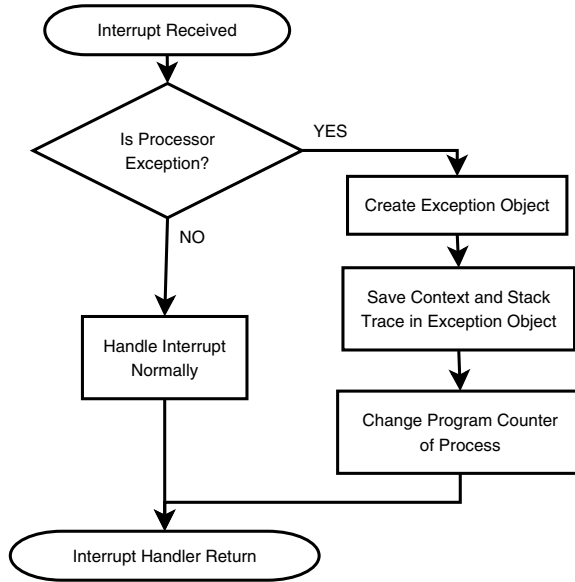 Interrupt Received
Is Processor
Exception?
YES
NO
Create Exception Object
Save Context and Stack
Trace in Exception Object
Handle Interrupt
Normally
Change Program Counter
of Process
Interrupt Handler Return